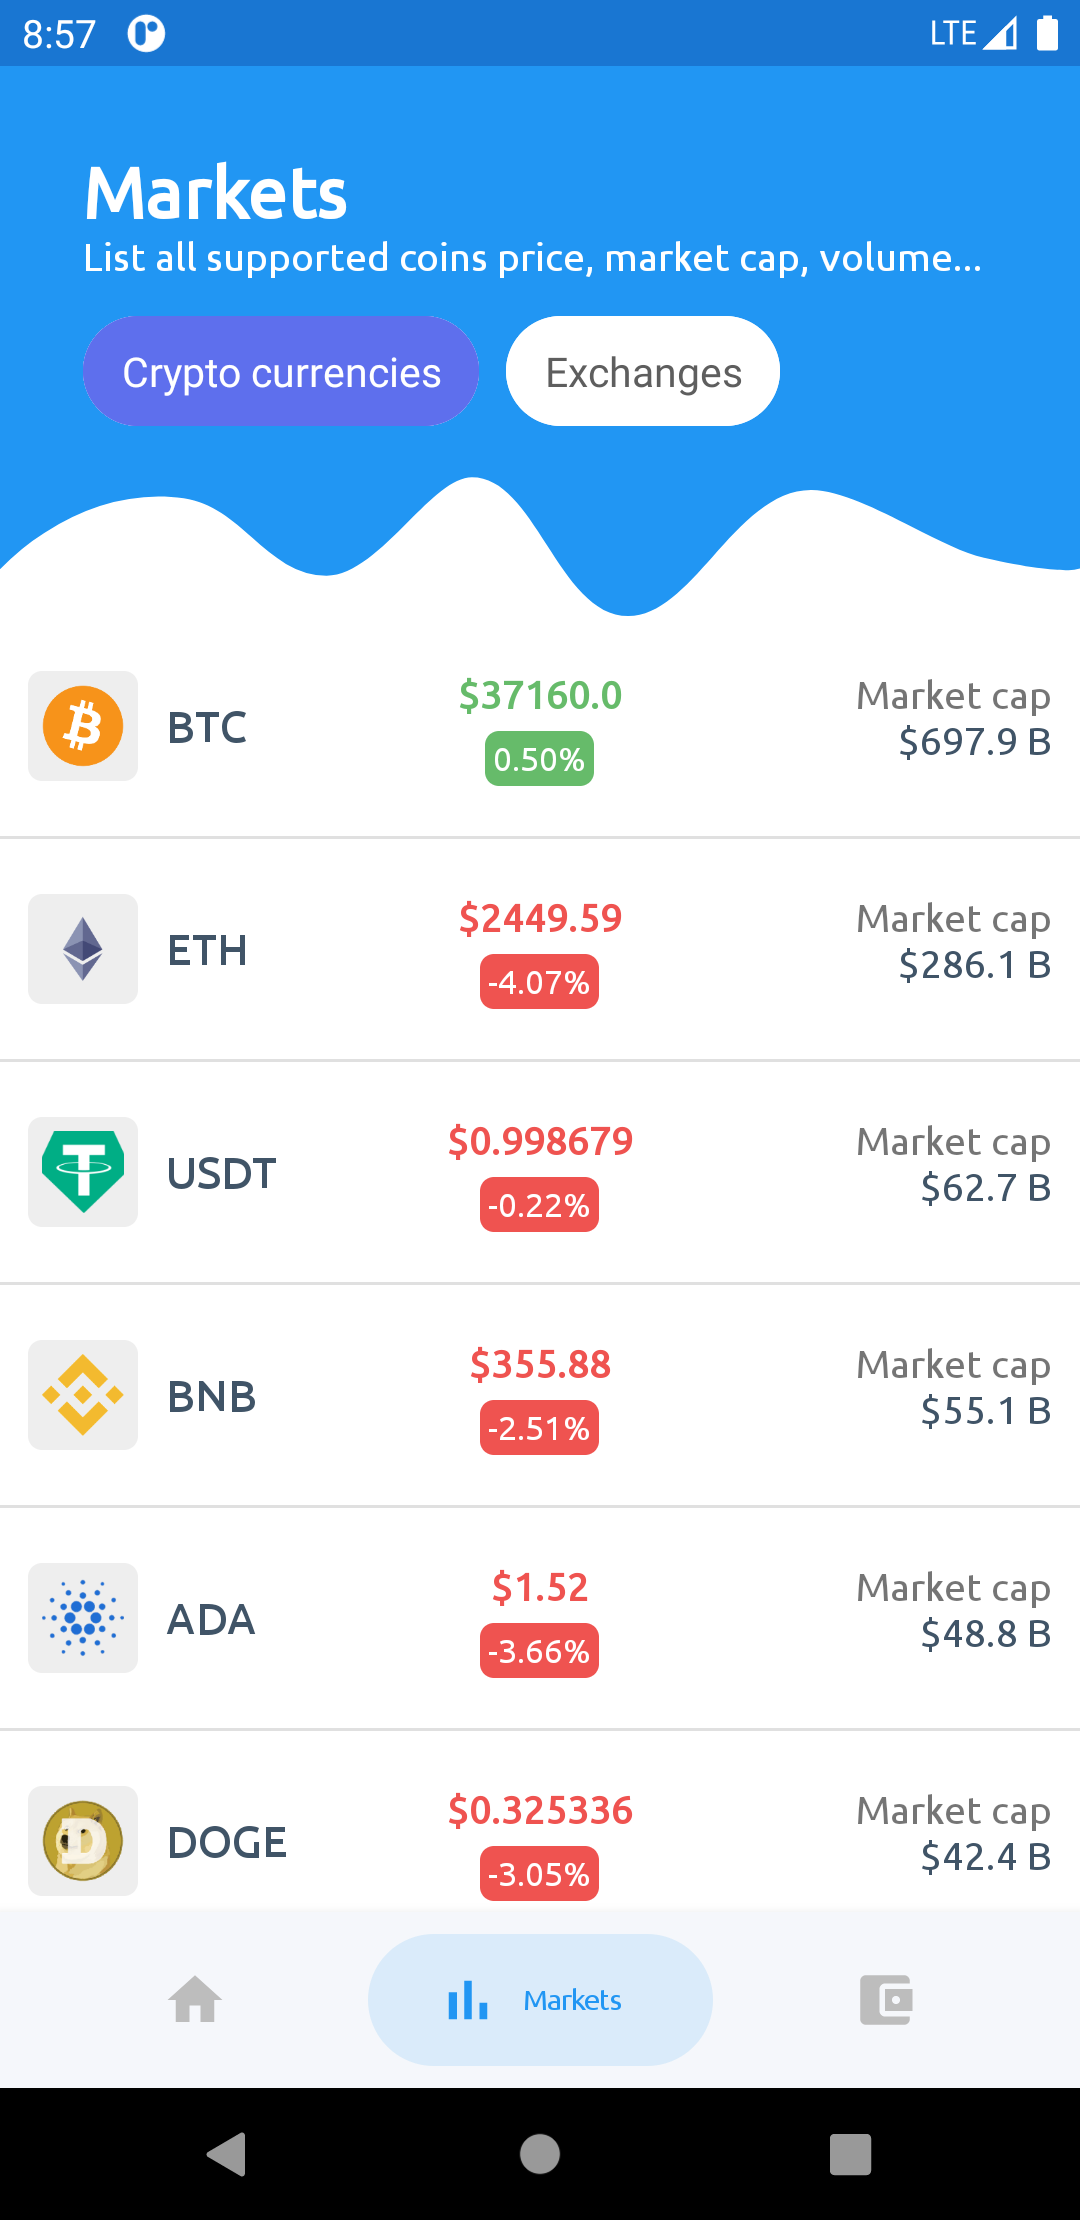 8:57
LTE
Markets
List all supported coins price, market cap, volume...
Crypto currencies
Exchanges
BTC
$37160.0
0.50%
Market cap
$697.9 B
ETH
$2449.59
-4.07%
Market cap
$286.1 B
USDT
$0.998679
-0.22%
Market cap
$62.7 B
BNB
$355.88
-2.51%
Market cap
$55.1 B
ADA
$1.52
-3.66%
Market cap
$48.8 B
DOGE
$0.325336
-3.05%
Market cap
$42.4 B
Markets